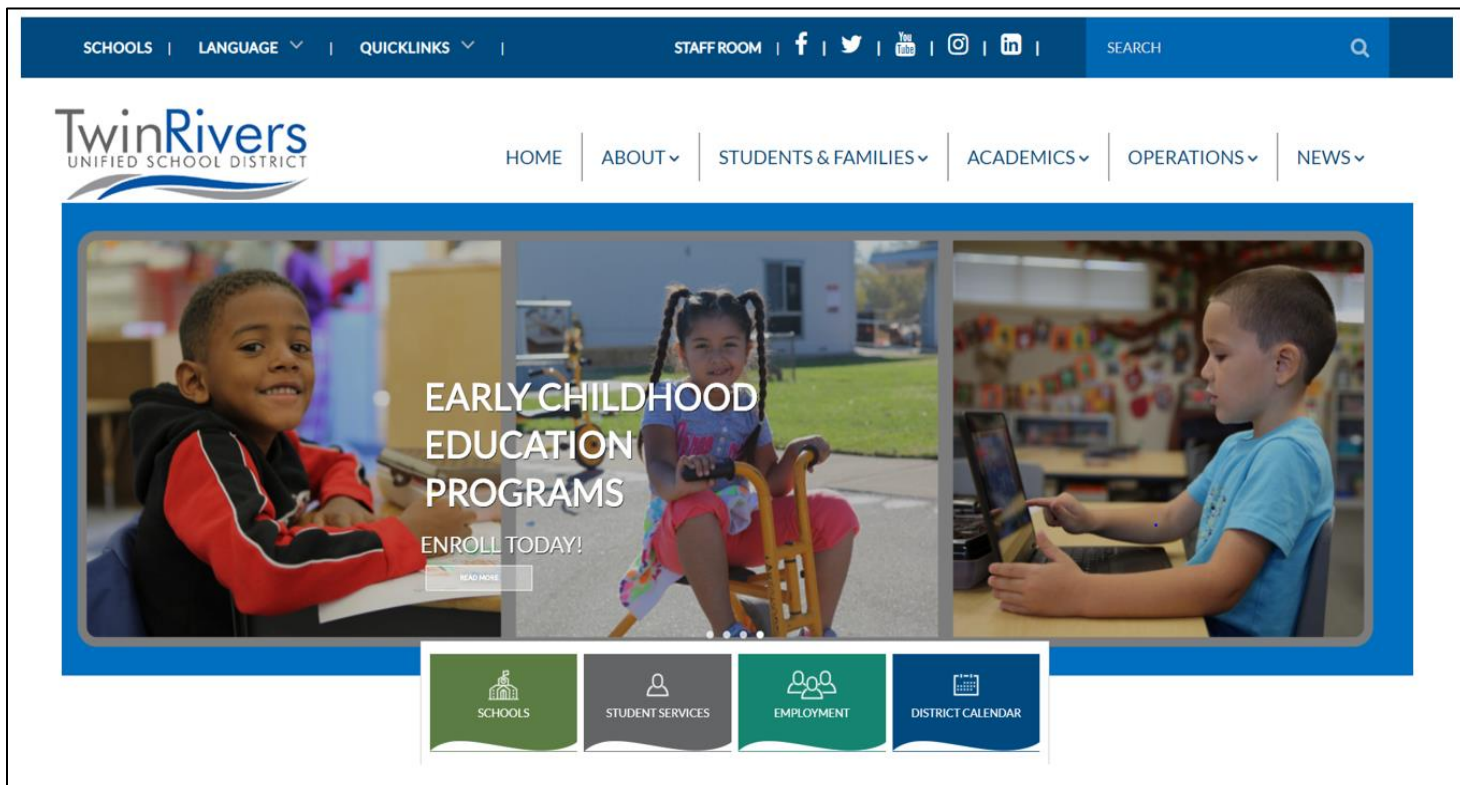 SCHOOLS | LANGUAGE | QUICKLINKS |
STAFF ROOM | f | | You Tube | | in |
SEARCH
TwinRivers
UNIFIED SCHOOL DISTRICT
HOME ABOUT STUDENTS & FAMILIES ACADEMICS OPERATIONS NEWS
EARLY CHILDHOOD
EDUCATION
PROGRAMS
ENROLL TODAY!
READ MORE
SCHOOLS STUDENT SERVICES EMPLOYMENT DISTRICT CALENDAR